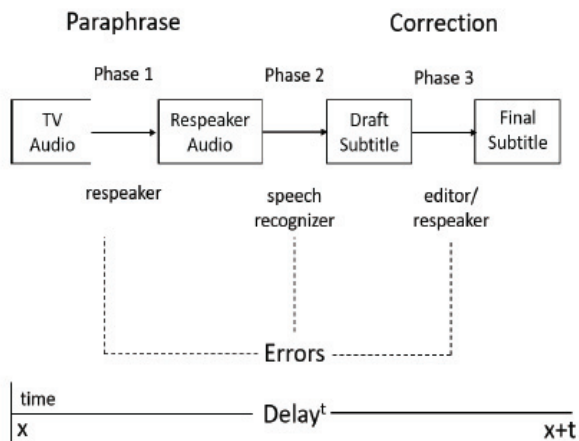 Paraphrase Correction
Phase 1 Phase 2 Phase 3
TV Audio
Respeaker Audio
Draft Subtitle
Final Subtitle
respeaker
speech recognizer
editor/ respeaker
Errors
time
x Delayᵗ x+t